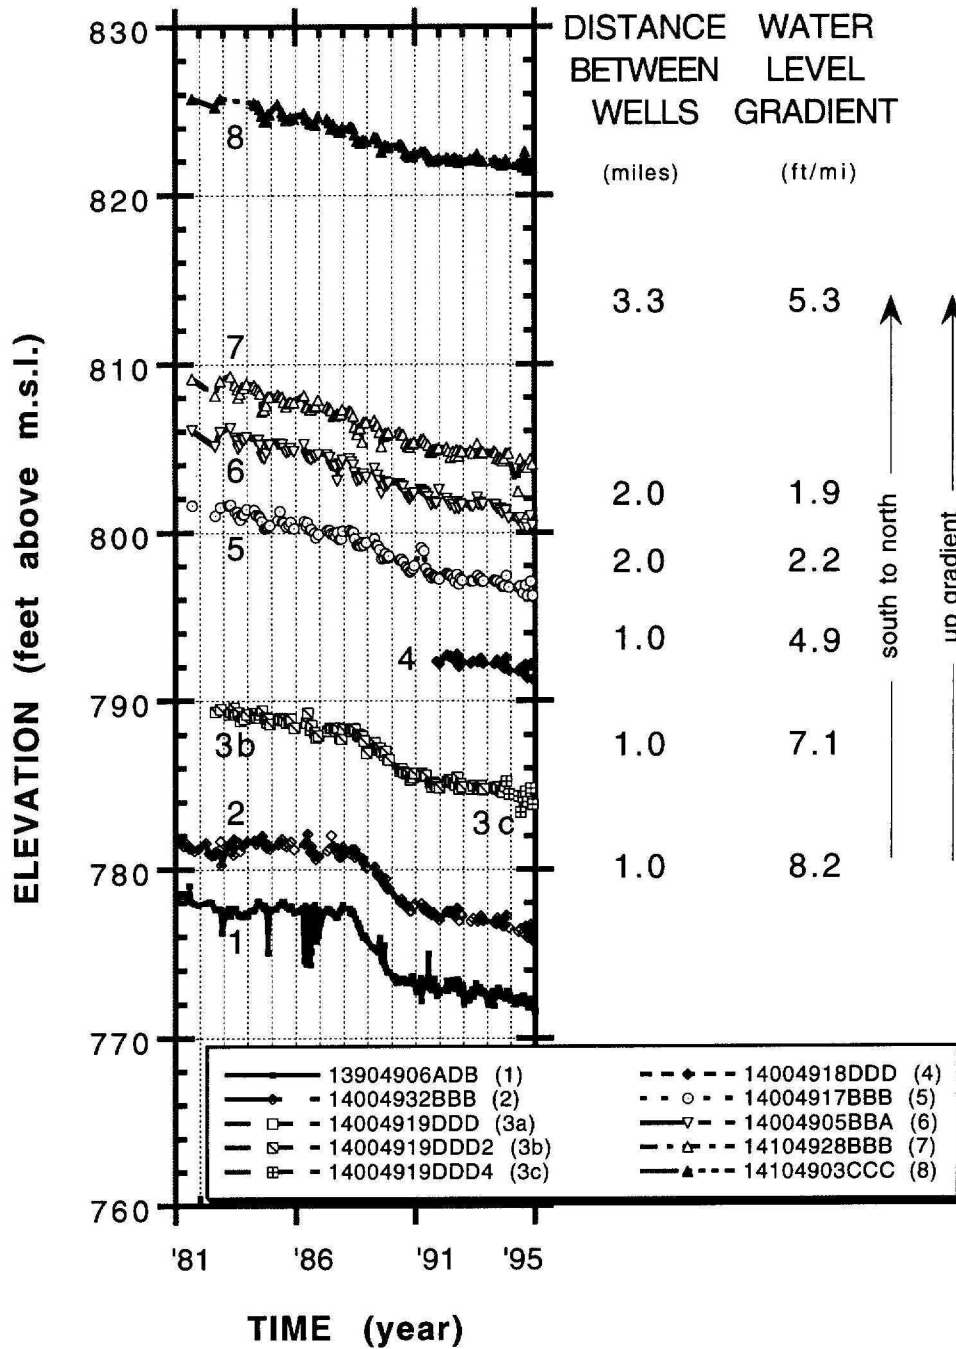 DISTANCE BETWEEN WELLS
(miles)
WATER LEVEL GRADIENT
(ft/mi)
ELEVATION (feet above m.s.l.)
830
820
810
800
790
780
770
760
8
7
6
5
4
3b
3c
2
1
3.3 5.3
2.0 1.9
2.0 2.2
1.0 4.9
1.0 7.1
1.0 8.2
south to north
up gradient
13904906ADB (1)
14004932BBB (2)
14004919DDD (3a)
14004919DDD2 (3b)
14004919DDD4 (3c)
14004918DDD (4)
14004917BBB (5)
14004905BBA (6)
14104928BBB (7)
14104903CCC (8)
'81 '86 '91 '95
TIME (year)